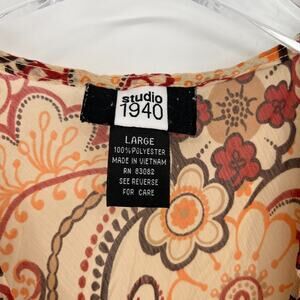 studio
1940
LARGE
100% POLYESTER
MADE IN VIETNAM
RN 83082
SEE REVERSE
FOR CARE